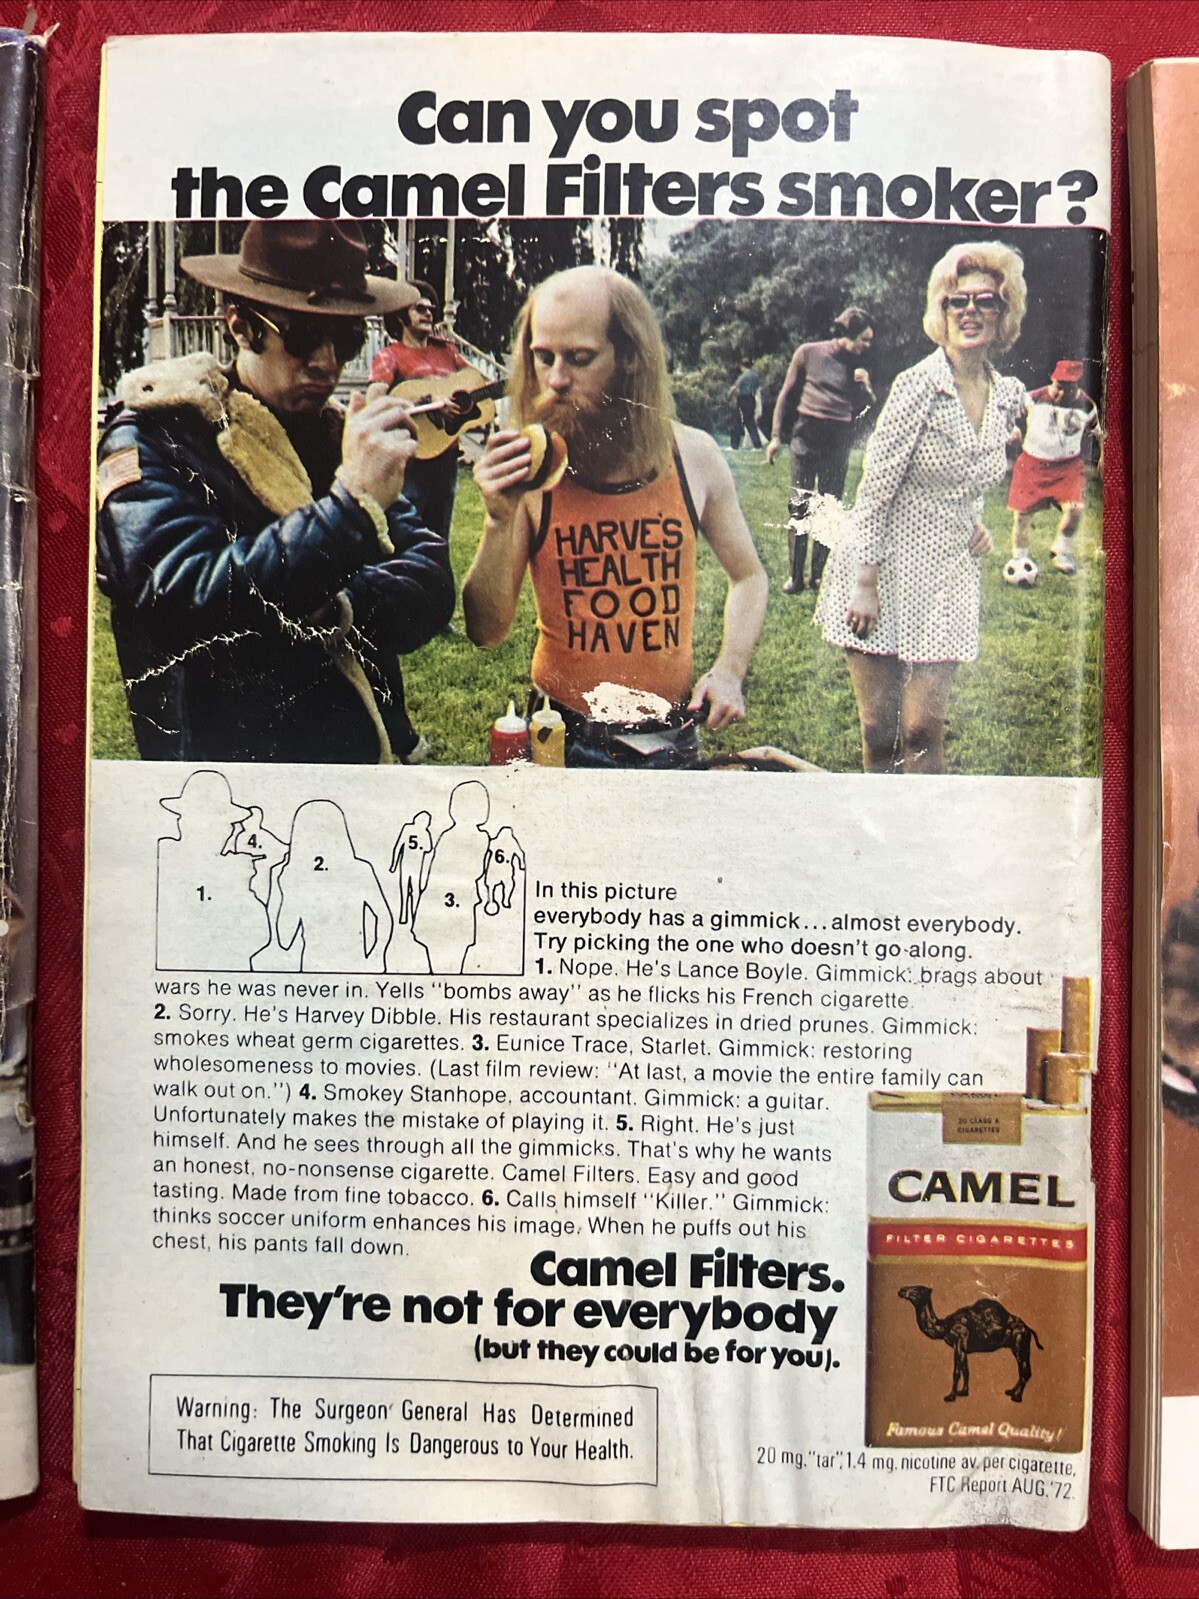 Can you spot
the Camel Filters smoker?
HARVE'S
HEALTH
FOOD
HAVEN
1.
4.
2.
5.
3.
6.
In this picture
everybody has a gimmick...almost everybody.
Try picking the one who doesn't go along.
1. Nope. He's Lance Boyle. Gimmick: brags about
wars he was never in. Yells "bombs away" as he flicks his French cigarette.
2. Sorry. He's Harvey Dibble. His restaurant specializes in dried prunes. Gimmick:
smokes wheat germ cigarettes. 3. Eunice Trace, Starlet. Gimmick: restoring
wholesomeness to movies. (Last film review: "At last, a movie the entire family can
walk out on.") 4. Smokey Stanhope, accountant. Gimmick: a guitar.
Unfortunately makes the mistake of playing it. 5. Right. He's just
himself. And he sees through all the gimmicks. That's why he wants
an honest, no-nonsense cigarette. Camel Filters. Easy and good
tasting. Made from fine tobacco. 6. Calls himself "Killer." Gimmick:
thinks soccer uniform enhances his image. When he puffs out his
chest, his pants fall down.
Camel Filters.
They're not for everybody
(but they could be for you).
20 CLASS A
CIGARETTES
CAMEL
FILTER CIGARETTES
Famous Camel Quality!
Warning: The Surgeon General Has Determined
That Cigarette Smoking Is Dangerous to Your Health.
20 mg. "tar", 1.4 mg. nicotine av. per cigarette,
FTC Report AUG. '72.